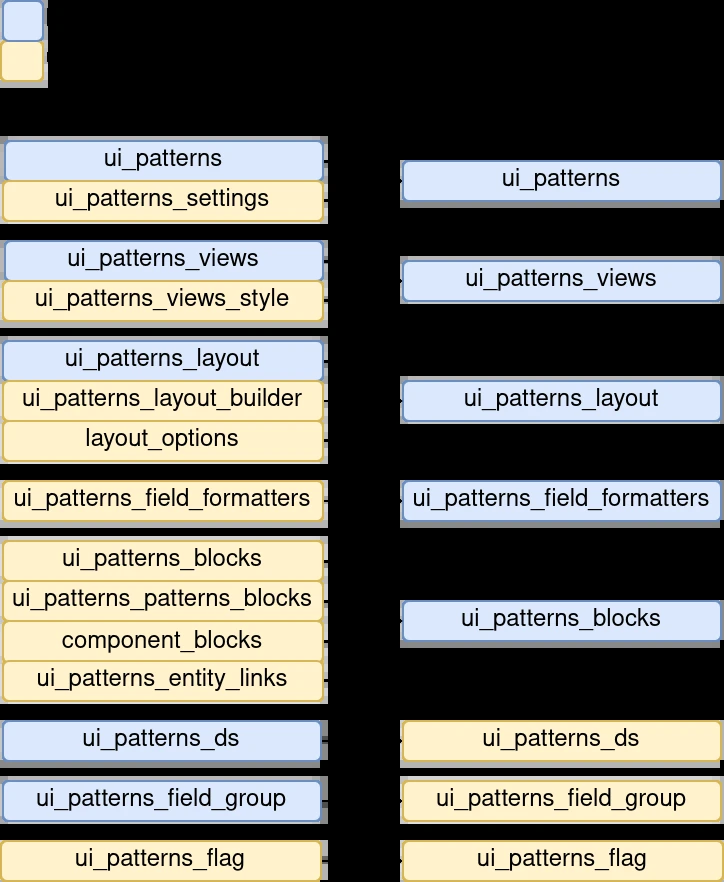 ui_patterns
ui_patterns_settings
ui_patterns
ui_patterns_views
ui_patterns_views_style
ui_patterns_views
ui_patterns_layout
ui_patterns_layout_builder
layout_options
ui_patterns_layout
ui_patterns_field_formatters
ui_patterns_field_formatters
ui_patterns_blocks
ui_patterns_patterns_blocks
component_blocks
ui_patterns_entity_links
ui_patterns_blocks
ui_patterns_ds
ui_patterns_ds
ui_patterns_field_group
ui_patterns_field_group
ui_patterns_flag
ui_patterns_flag